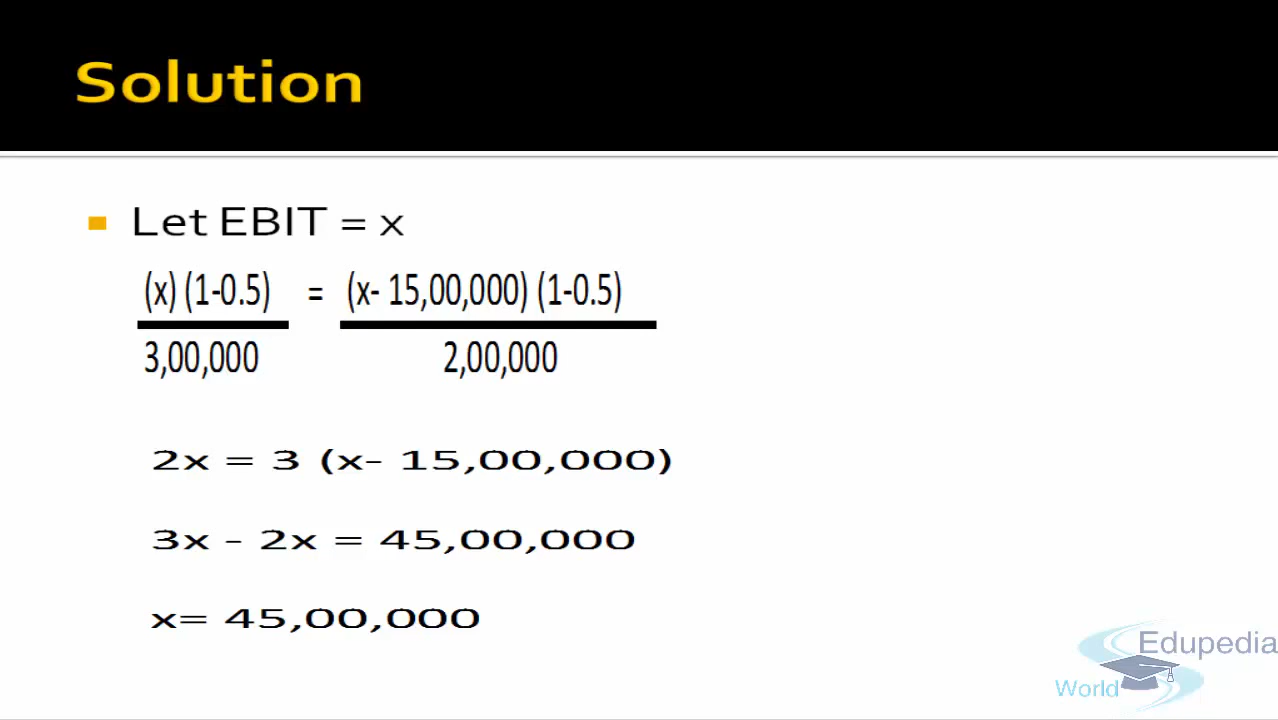 Solution
Let EBIT = x
(x) (1-0.5) = (x- 15,00,000) (1-0.5)
3,00,000 2,00,000
2x = 3 (x- 15,00,000)
3x - 2x = 45,00,000
x= 45,00,000
Edupedia
World